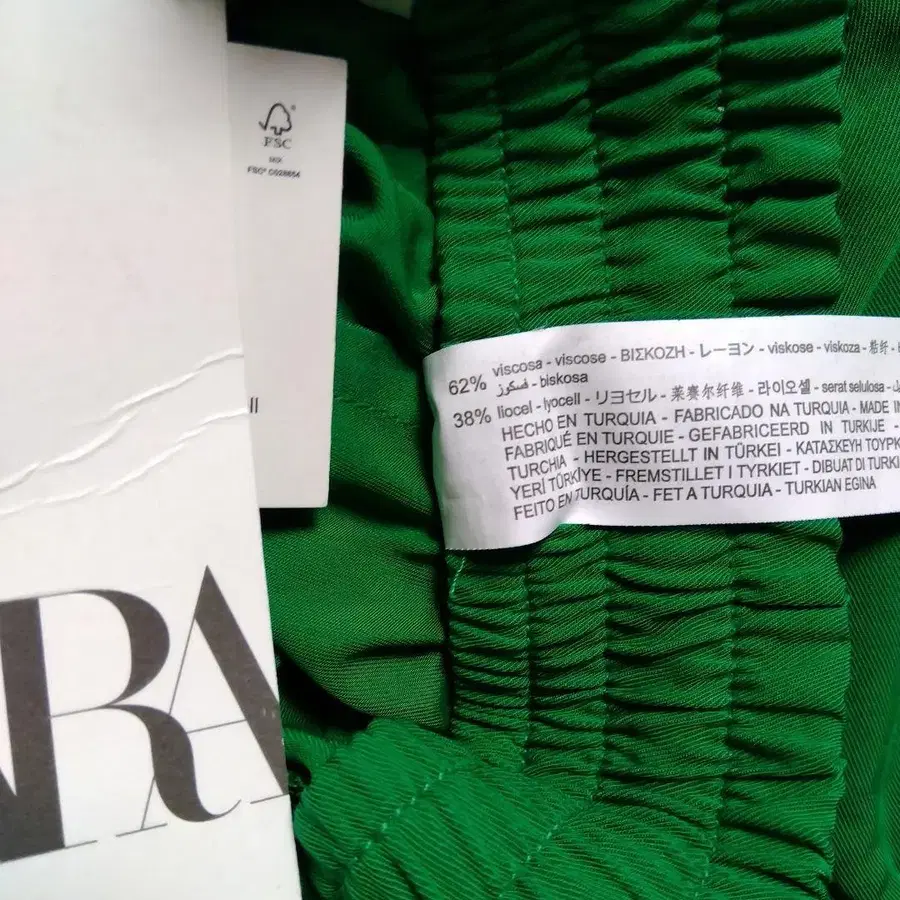 FSC®
MIX
FSC® C028654
ll
RA
62% viscosa - viscose - ΒΙΣΚΟΖΗ - レーヨン - viskose - viskoza - 粘纤 -
فسكوز - biskosa
38% liocel - lyocell - リヨセル - 莱赛尔纤维 - 라이오셀 - serat selulosa -
HECHO EN TURQUIA - FABRICADO NA TURQUIA - MADE IN
FABRIQUÉ EN TURQUIE - GEFABRICEERD IN TURKIJE -
TURCHIA - HERGESTELLT IN TÜRKEI - ΚΑΤΑΣΚΕΥΗ ΤΟΥΡΚ
YERİ TÜRKİYE - FREMSTILLET I TYRKIET - DIBUAT DI TURKI
FEITO EN TURQUÍA - FET A TURQUIA - TURKIAN EGINA